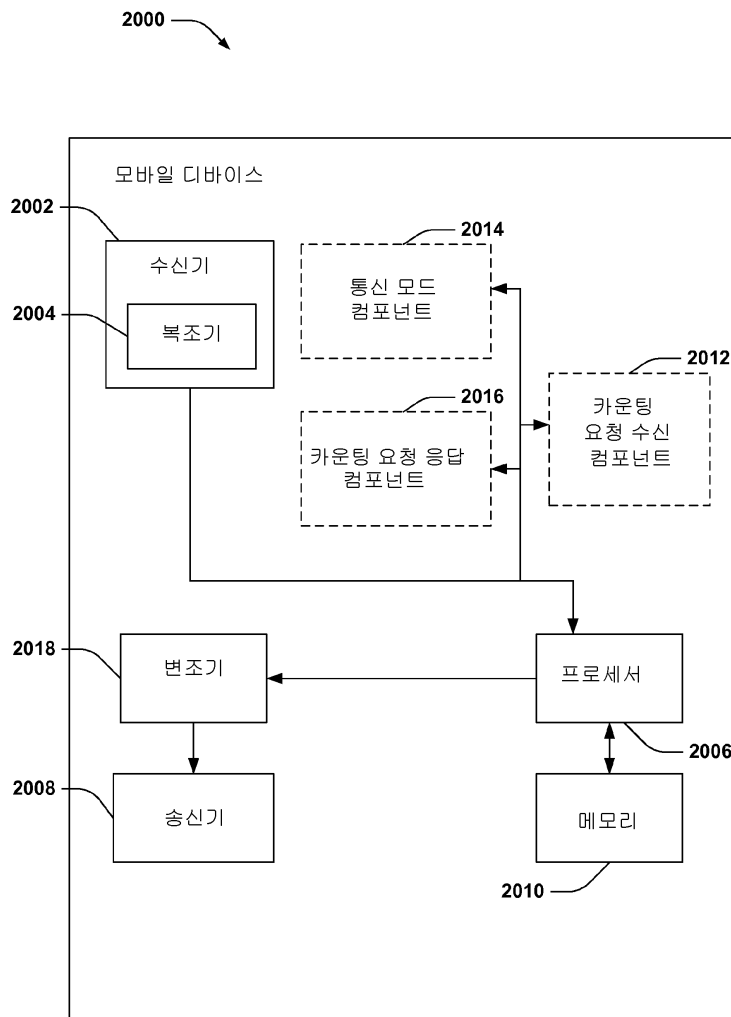 2000
모바일 디바이스
2002
수신기
2004
복조기
2014
통신 모드
컴포넌트
2012
카운팅
요청 수신
컴포넌트
2016
카운팅 요청 응답
컴포넌트
2018
변조기
프로세서
2006
2008
송신기
메모리
2010